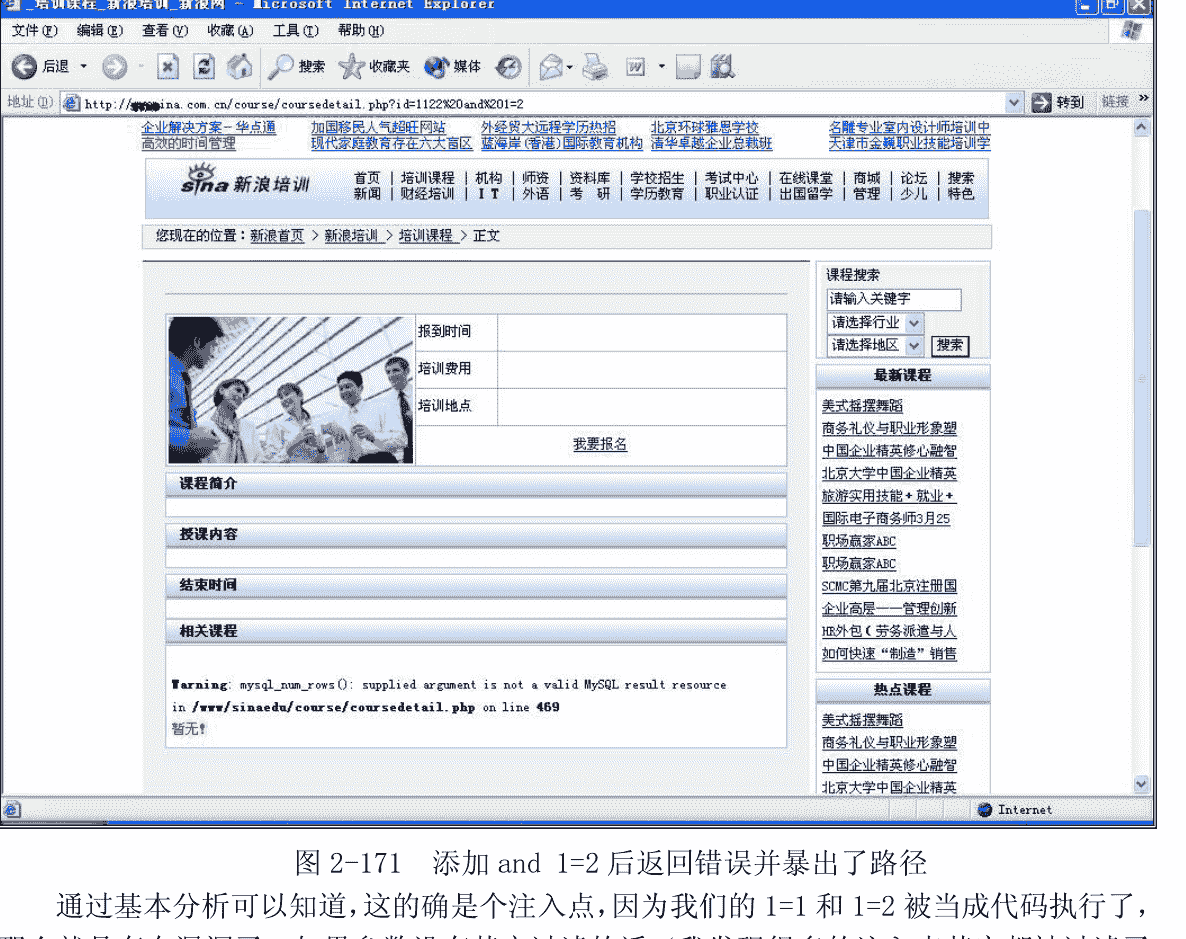 _培训课程_新浪培训_新浪网 - Microsoft Internet Explorer
文件(F) 编辑(E) 查看(V) 收藏(A) 工具(T) 帮助(H)
后退 搜索 收藏夹 媒体
地址(D) http:// ina.com.cn/course/coursedetail.php?id=1122%20and%201=2 转到 链接 »
企业解决方案-华点通 加国移民人气超旺网站 外经贸大远程学历热招 北京环球雅思学校 名雕专业室内设计师培训中
高效的时间管理 现代家庭教育存在六大盲区 蓝海岸(香港)国际教育机构 清华卓越企业总裁班 天津市金巍职业技能培训学
sina 新浪培训
首页 | 培训课程 | 机构 | 师资 | 资料库 | 学校招生 | 考试中心 | 在线课堂 | 商城 | 论坛 | 搜索
新闻 | 财经培训 | I T | 外语 | 考 研 | 学历教育 | 职业认证 | 出国留学 | 管理 | 少儿 | 特色
您现在的位置：新浪首页 > 新浪培训 > 培训课程 > 正文
报到时间
培训费用
培训地点
我要报名
课程简介
授课内容
结束时间
相关课程
Warning: mysql_num_rows(): supplied argument is not a valid MySQL result resource
in /www/sinaedu/course/coursedetail.php on line 469
暂无!
课程搜索
请输入关键字
请选择行业
请选择地区 搜索
最新课程
美式摇摆舞蹈
商务礼仪与职业形象塑
中国企业精英修心融智
北京大学中国企业精英
旅游实用技能+就业+
国际电子商务师3月25
职场赢家ABC
职场赢家ABC
SCMC第九届北京注册国
企业高层——管理创新
HR外包(劳务派遣与人
如何快速“制造”销售
热点课程
美式摇摆舞蹈
商务礼仪与职业形象塑
中国企业精英修心融智
北京大学中国企业精英
Internet
图 2-171 添加 and 1=2 后返回错误并暴出了路径
通过基本分析可以知道，这的确是个注入点，因为我们的 1=1 和 1=2 被当成代码执行了，